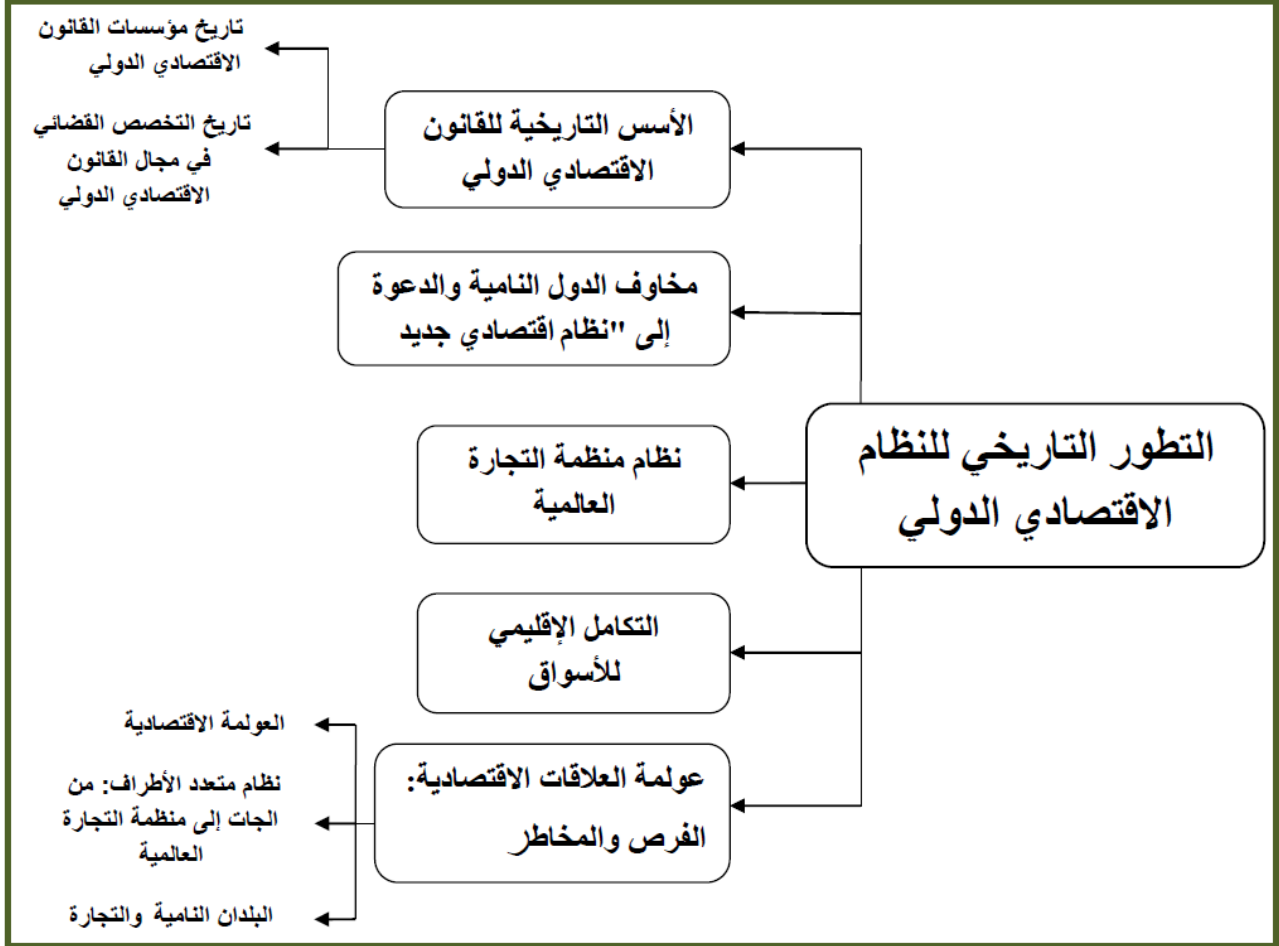 التطور التاريخي للنظام
الاقتصادي الدولي
الأسس التاريخية للقانون
الاقتصادي الدولي
تاريخ مؤسسات القانون
الاقتصادي الدولي
تاريخ التخصص القضائي
في مجال القانون
الاقتصادي الدولي
مخاوف الدول النامية والدعوة
إلى "نظام اقتصادي جديد
نظام منظمة التجارة
العالمية
التكامل الإقليمي
للأسواق
عولمة العلاقات الاقتصادية:
الفرص والمخاطر
العولمة الاقتصادية
نظام متعدد الأطراف: من
الجات إلى منظمة التجارة
العالمية
البلدان النامية والتجارة